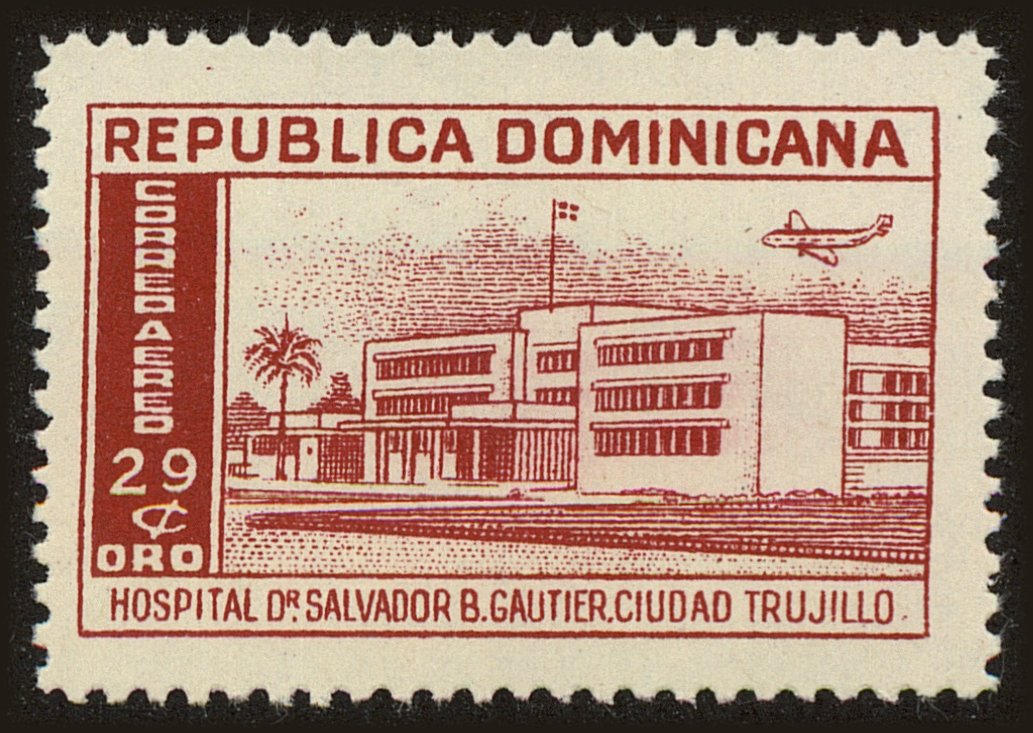 REPUBLICA DOMINICANA
CORREO AEREO
29
¢
ORO
HOSPITAL DR. SALVADOR B. GAUTIER. CIUDAD TRUJILLO